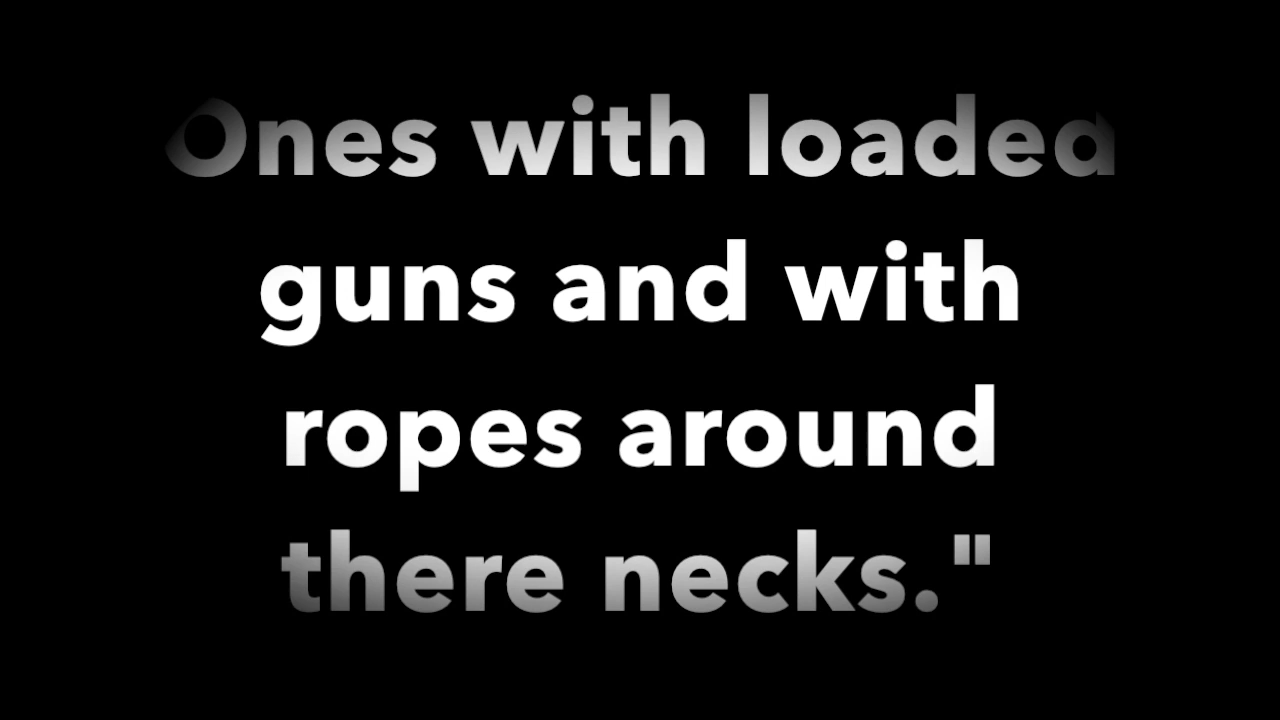 Ones with loaded
guns and with
ropes around
there necks."